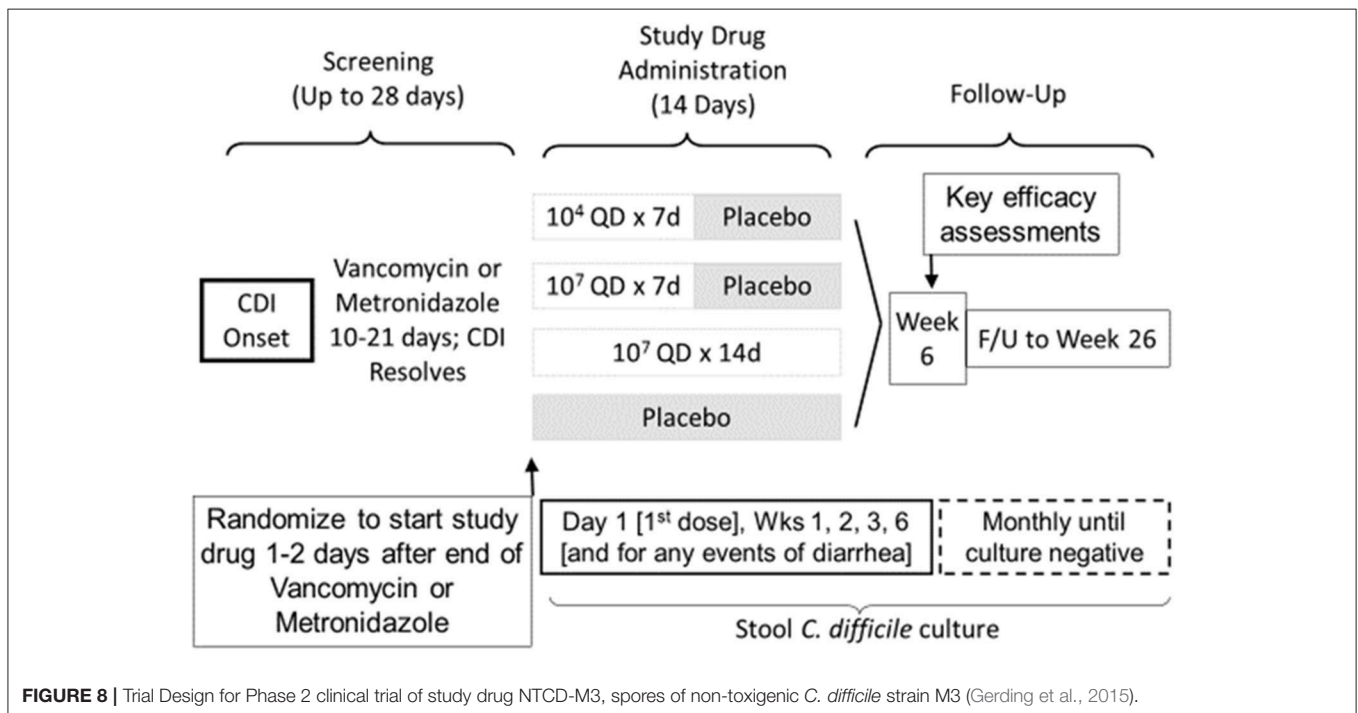 Screening
(Up to 28 days)
Study Drug
Administration
(14 Days)
Follow-Up
CDI
Onset
Vancomycin or
Metronidazole
10-21 days; CDI
Resolves
10⁴ QD x 7d
Placebo
10⁷ QD x 7d
Placebo
10⁷ QD x 14d
Placebo
Key efficacy
assessments
Week
6
F/U to Week 26
Randomize to start study
drug 1-2 days after end of
Vancomycin or
Metronidazole
Day 1 [1ˢᵗ dose], Wks 1, 2, 3, 6
[and for any events of diarrhea]
Monthly until
culture negative
Stool C. difficile culture
FIGURE 8 | Trial Design for Phase 2 clinical trial of study drug NTCD-M3, spores of non-toxigenic C. difficile strain M3 (Gerding et al., 2015).